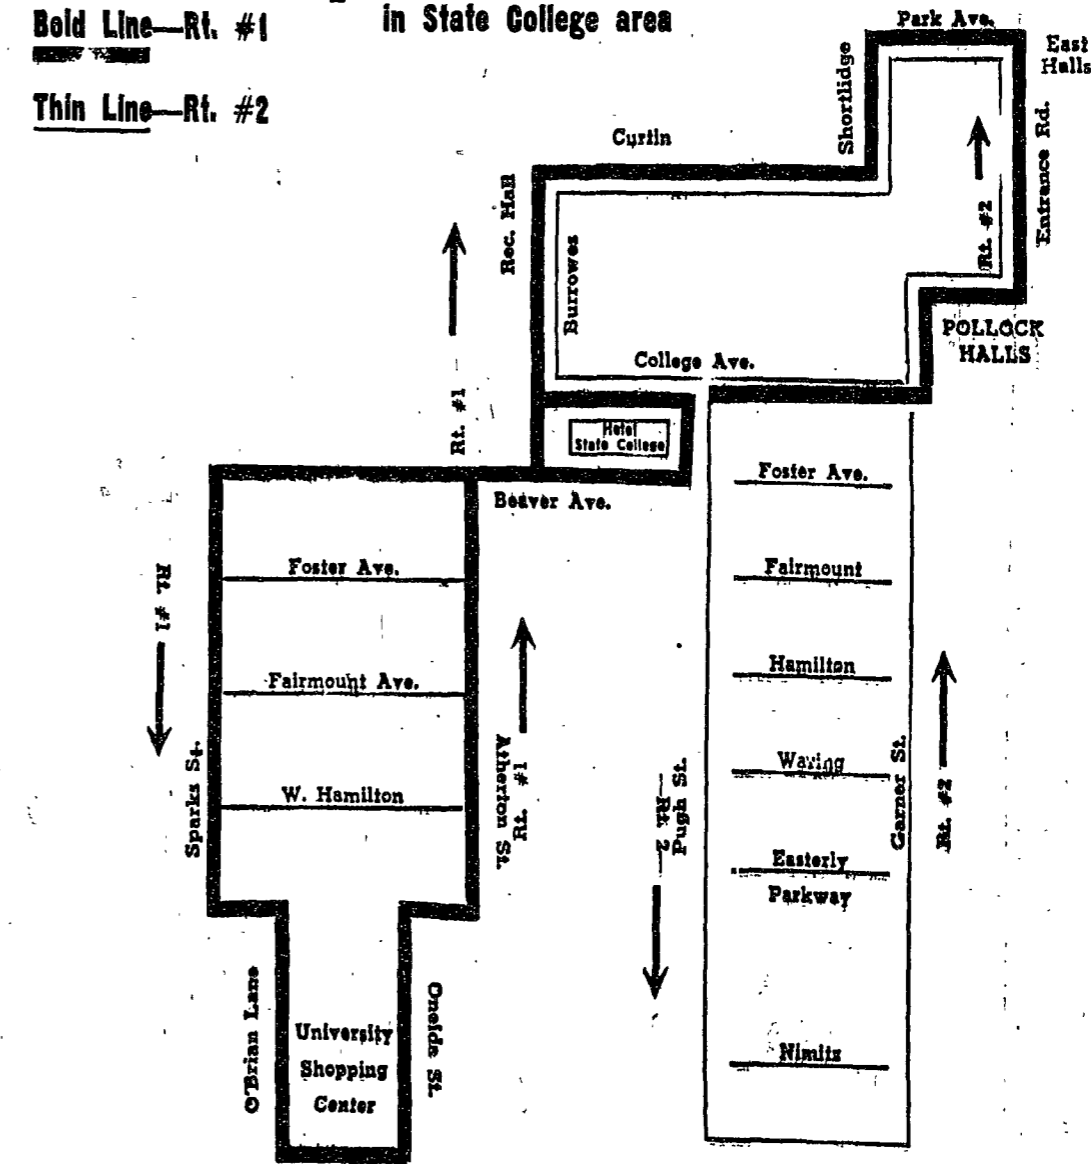 in State College area
Bold Line—Rt. #1
Thin Line—Rt. #2
Park Ave.
East
Halls
Shortlidge
Curtin
Entrance Rd.
Rec. Hall
Rt. #2
Burrowes
POLLOCK
HALLS
College Ave.
Rt. #1
Hotel
State College
Beaver Ave.
Foster Ave.
Foster Ave.
Rt. #1
Fairmount
Fairmount Ave.
Hamilton
Sparks St.
Atherton St.
Rt. #1
W. Hamilton
Waring
Rt. 2
Pugh St.
Garner St.
Rt. #2
Easterly
Parkway
O'Brian Lane
University
Shopping
Center
Oneida St.
Nimitz